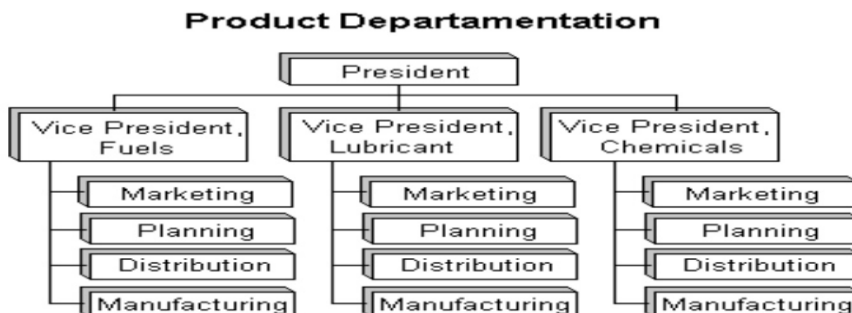 Product Departamentation
President
Vice President,
Fuels
Marketing
Planning
Distribution
Manufacturing
Vice President,
Lubricant
Marketing
Planning
Distribution
Manufacturing
Vice President,
Chemicals
Marketing
Planning
Distribution
Manufacturing